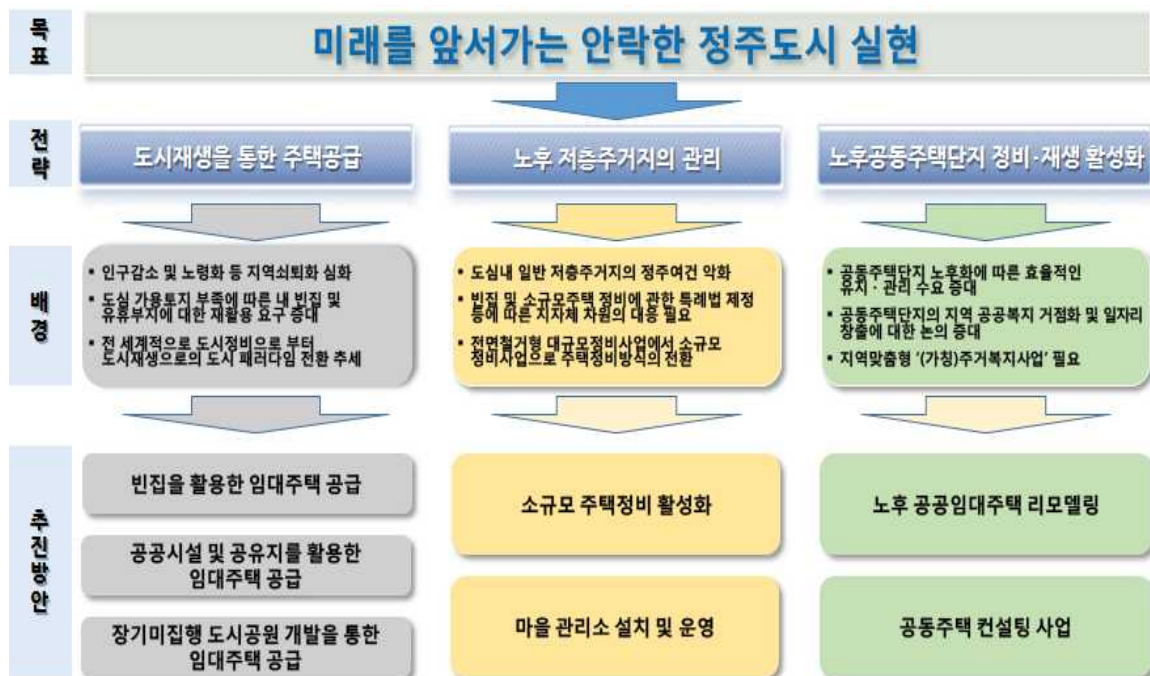 목
표
미래를 앞서가는 안락한 정주도시 실현
전
략
도시재생을 통한 주택공급
노후 저층주거지의 관리
노후공동주택단지 정비·재생 활성화
배
경
▪ 인구감소 및 노령화 등 지역쇠퇴화 심화
▪ 도심 가용토지 부족에 따른 내 빈집 및
유휴부지에 대한 재활용 요구 증대
▪ 전 세계적으로 도시정비으로 부터
도시재생으로의 도시 패러다임 전환 추세
▪ 도심내 일반 저층주거지의 정주여건 악화
▪ 빈집 및 소규모주택 정비에 관한 특례법 제정
등에 따른 지자체 차원의 대응 필요
▪ 전면철거형 대규모정비사업에서 소규모
정비사업으로 주택정비방식의 전환
▪ 공동주택단지 노후화에 따른 효율적인
유지·관리 수요 증대
▪ 공동주택단지의 지역 공공복지 거점화 및 일자리
창출에 대한 논의 증대
▪ 지역맞춤형 '(가칭)주거복지사업' 필요
추
진
방
안
빈집을 활용한 임대주택 공급
공공시설 및 공유지를 활용한
임대주택 공급
장기미집행 도시공원 개발을 통한
임대주택 공급
소규모 주택정비 활성화
마을 관리소 설치 및 운영
노후 공공임대주택 리모델링
공동주택 컨설팅 사업